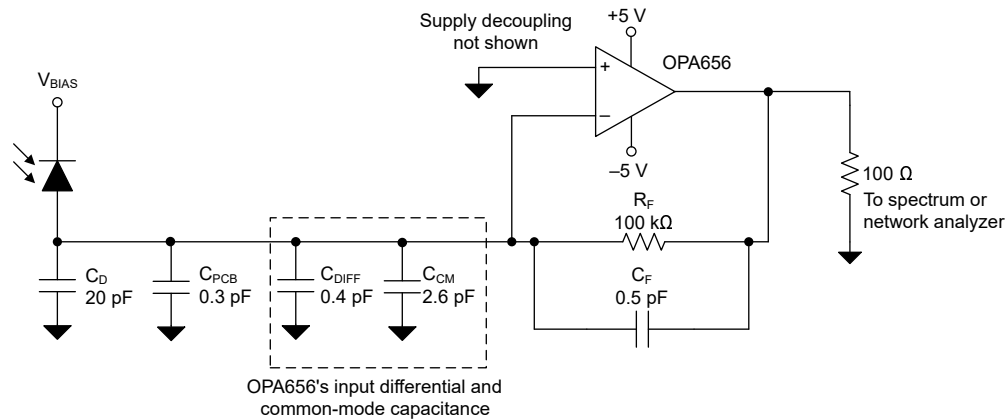 +5 V
Supply decoupling
not shown
OPA656
+
–
V_BIAS
–5 V
100 Ω
To spectrum or
network analyzer
R_F
100 kΩ
C_D
20 pF
C_PCB
0.3 pF
C_DIFF
0.4 pF
C_CM
2.6 pF
C_F
0.5 pF
OPA656's input differential and
common-mode capacitance